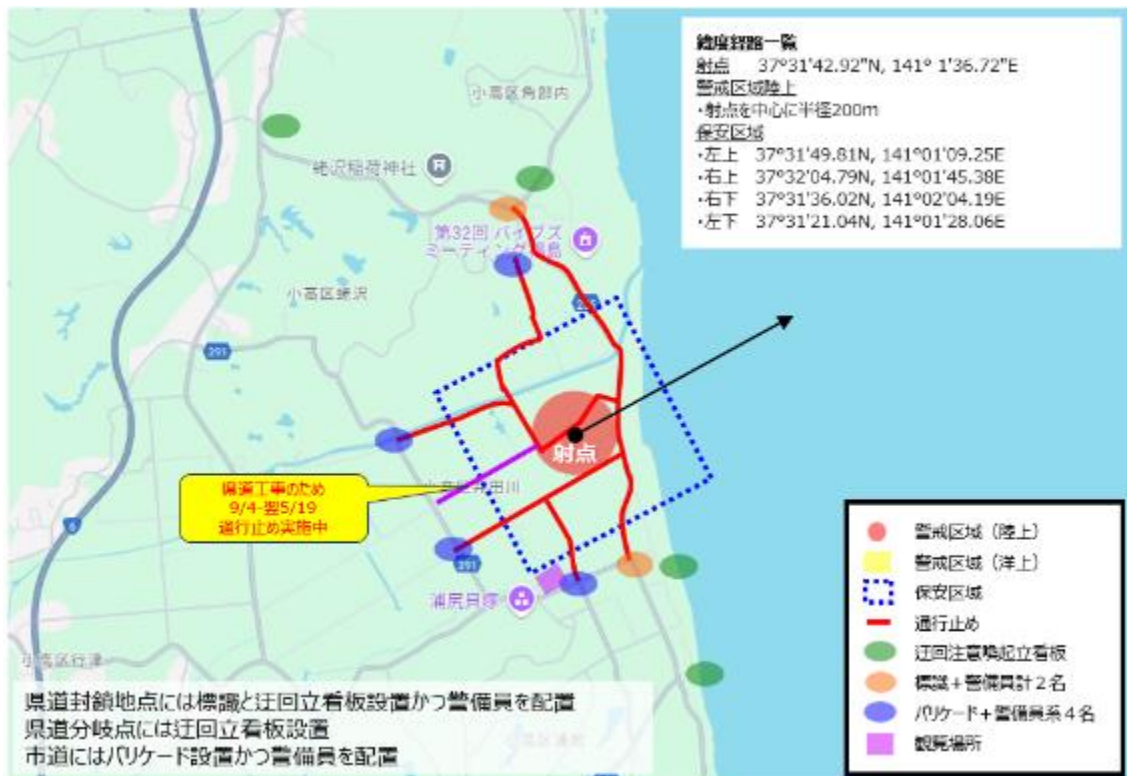 緯度経路一覧
射点 37°31'42.92"N, 141° 1'36.72"E
警戒区域陸上
・射点を中心に半径200m
保安区域
・左上 37°31'49.81N, 141°01'09.25E
・右上 37°32'04.79N, 141°01'45.38E
・右下 37°31'36.02N, 141°02'04.19E
・左下 37°31'21.04N, 141°01'28.06E
小高区角部内
蛯沢稲荷神社
第32回 バイブズ
ミーティング
小高区蛯沢
391
射点
県道工事のため
9/4-翌5/19
通行止め実施中
6
391
浦尻貝塚
小高区行津
県道封鎖地点には標識と迂回立看板設置かつ警備員を配置
県道分岐点には迂回立看板設置
市道にはバリケード設置かつ警備員を配置
警戒区域（陸上）
警戒区域（洋上）
保安区域
通行止め
迂回注意喚起立看板
標識＋警備員計２名
バリケード＋警備員系４名
観覧場所